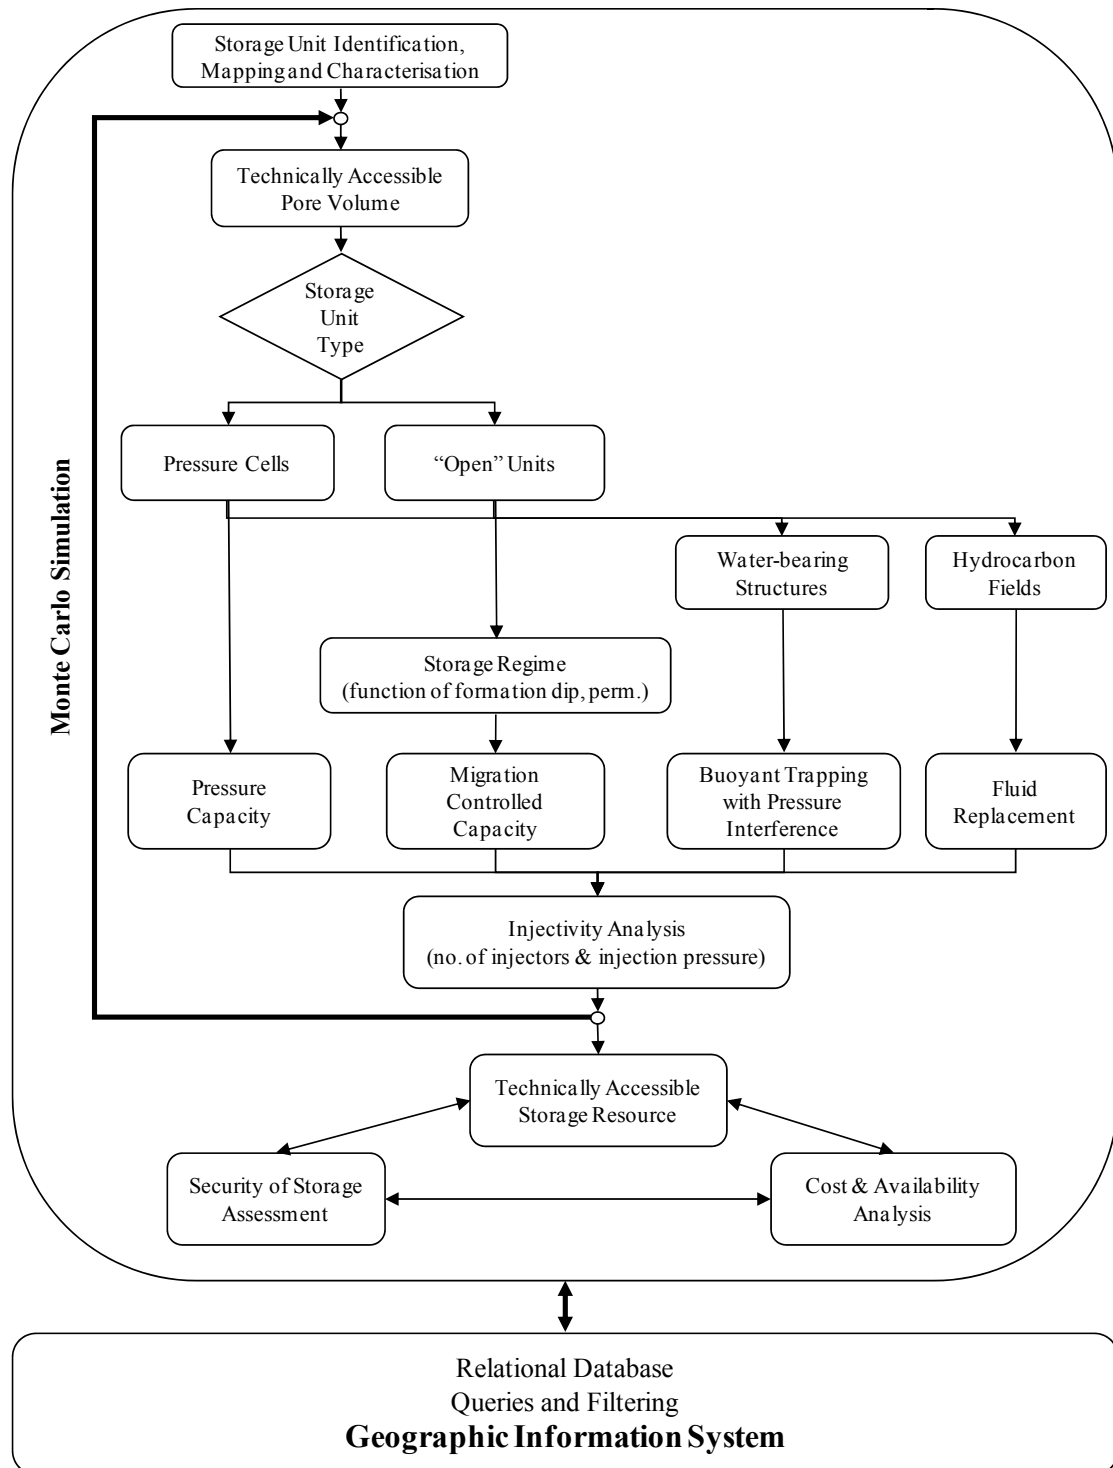 Storage Unit Identification,
Mapping and Characterisation
Technically Accessible
Pore Volume
Storage
Unit
Type
Pressure Cells
“Open” Units
Water-bearing
Structures
Hydrocarbon
Fields
Storage Regime
(function of formation dip, perm.)
Pressure
Capacity
Migration
Controlled
Capacity
Buoyant Trapping
with Pressure
Interference
Fluid
Replacement
Injectivity Analysis
(no. of injectors & injection pressure)
Monte Carlo Simulation
Technically Accessible
Storage Resource
Security of Storage
Assessment
Cost & Availability
Analysis
Relational Database
Queries and Filtering
Geographic Information System